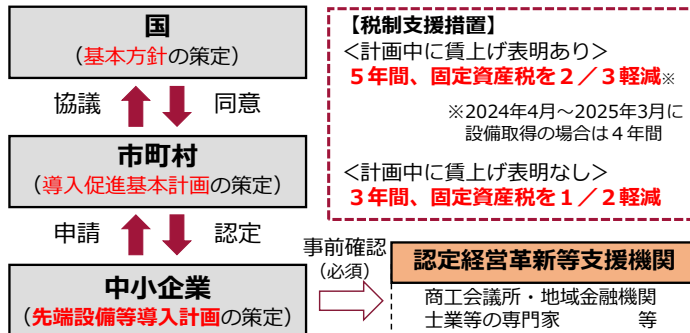 国
（基本方針の策定）
協議
同意
市町村
（導入促進基本計画の策定）
申請
認定
中小企業
（先端設備等導入計画の策定）
【税制支援措置】
＜計画中に賃上げ表明あり＞
５年間、固定資産税を２／３軽減※
※2024年4月～2025年3月に
設備取得の場合は４年間
＜計画中に賃上げ表明なし＞
３年間、固定資産税を１／２軽減
事前確認
（必須）
認定経営革新等支援機関
商工会議所・地域金融機関
士業等の専門家　　　　等